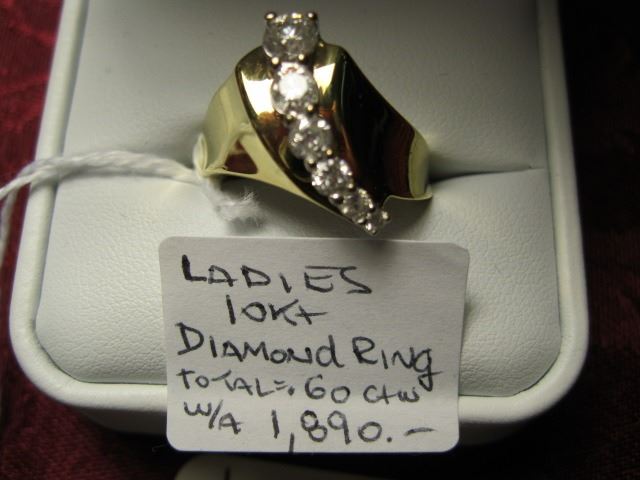 LADIES
10Kt
DIAMOND RING
TOTAL=.60 ctw
W/A 1,890.-